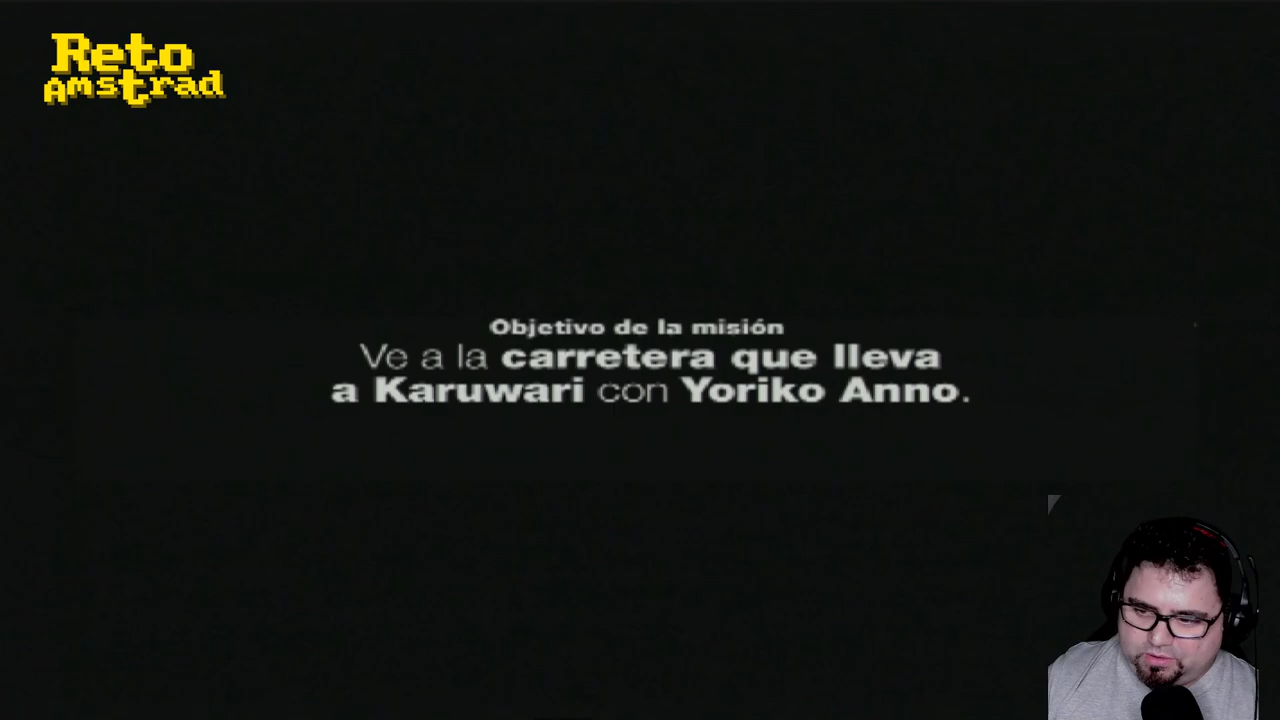 Reto
Amstrad
Objetivo de la misión
Ve a la carretera que lleva
a Karuwari con Yoriko Anno.